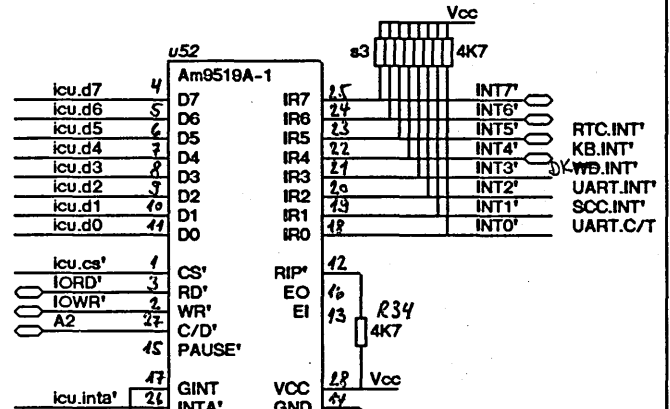 Vcc
s3 4K7
u52
Am9519A-1
icu.d7 4 D7 IR7 25 INT7'
icu.d6 5 D6 IR6 24 INT6'
icu.d5 6 D5 IR5 23 INT5' RTC.INT'
icu.d4 7 D4 IR4 22 INT4' KB.INT'
icu.d3 8 D3 IR3 21 INT3' DK WD.INT'
icu.d2 9 D2 IR2 20 INT2' UART.INT'
icu.d1 10 D1 IR1 19 INT1' SCC.INT'
icu.d0 11 D0 IR0 18 INT0' UART.C/T
icu.cs' 1 CS' RIP' 12
IORD' 3 RD' EO 16
IOWR' 2 WR' EI 13 R34
A2 27 C/D' 4K7
15 PAUSE'
17 GINT VCC 28 Vcc
icu.inta' 26 INTA' GND 14